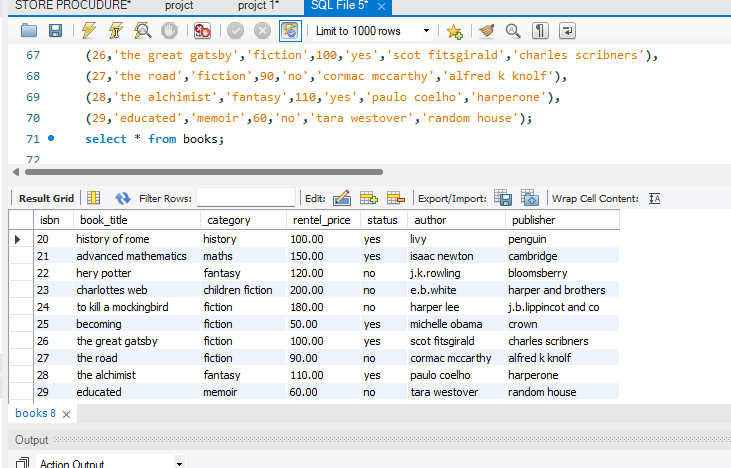 STORE PROCUDURE* projet projet 1* SQL File 5* ×
Limit to 1000 rows
67 (26,'the great gatsby','fiction',100,'yes','scot fitsgirald','charles scribners'),
68 (27,'the road','fiction',90,'no','cormac mccarthy','alfred k knolf'),
69 (28,'the alchimist','fantasy',110,'yes','paulo coelho','harperone'),
70 (29,'educated','memoir',60,'no','tara westover','random house');
71 select * from books;
72
Result Grid Filter Rows: Edit: Export/Import: Wrap Cell Content:
isbn book_title category rentel_price status author publisher
20 history of rome history 100.00 yes livy penguin
21 advanced mathematics maths 150.00 yes isaac newton cambridge
22 hery potter fantasy 120.00 no j.k.rowling bloomsberry
23 charlottes web children fiction 200.00 no e.b.white harper and brothers
24 to kill a mockingbird fiction 180.00 no harper lee j.b.lippincot and co
25 becoming fiction 50.00 yes michelle obama crown
26 the great gatsby fiction 100.00 yes scot fitsgirald charles scribners
27 the road fiction 90.00 no cormac mccarthy alfred k knolf
28 the alchimist fantasy 110.00 yes paulo coelho harperone
29 educated memoir 60.00 no tara westover random house
books 8 ×
Output
Action Output